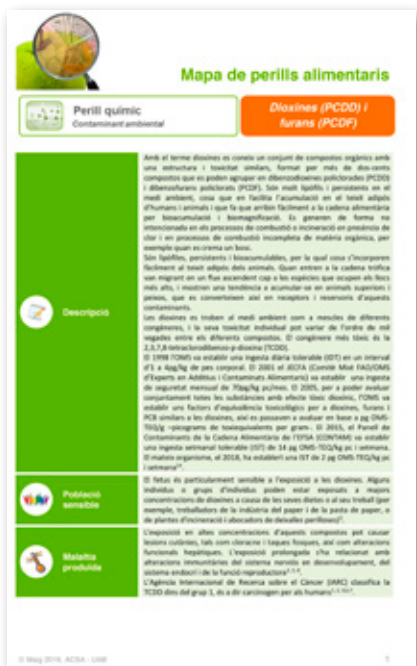 Mapa de perills alimentaris
Perill químic
Contaminant ambiental
Dioxines (PCDD) i
furans (PCDF)
Descripció
Amb el terme dioxines es coneix un conjunt de compostos orgànics amb
una estructura i toxicitat similars, format per més de dos-cents
compostos que es poden agrupar en dibenzodioxines policlorades (PCDD)
i dibenzofurans policlorats (PCDF). Són molt lipòfils i persistents en el
medi ambient, cosa que en facilita l'acumulació en el teixit adipós
d'humans i animals i que fa que arribin fàcilment a la cadena alimentària
per bioacumulació i biomagnificació. Es generen de forma no
intencionada en els processos de combustió o incineració en presència de
clor i en processos de combustió incompleta de matèria orgànica, per
exemple quan es crema un bosc.
Són lipòfiles, persistents i bioacumulables, per la qual cosa s'incorporen
fàcilment al teixit adipós dels animals. Quan entren a la cadena tròfica
van migrant en un flux ascendent cap a les espècies que ocupen els llocs
més alts, i mostren una tendència a acumular-se en animals superiors i
peixos, que es converteixen així en receptors i reservoris d'aquests
contaminants.
Les dioxines es troben al medi ambient com a mescles de diferents
congèneres, i la seva toxicitat individual pot variar de l'ordre de mil
vegades entre els diferents compostos. El congènere més tòxic és la
2,3,7,8-tetraclorodibenzo-p-dioxina (TCDD).
El 1998 l'OMS va establir una ingesta diària tolerable (IDT) en un interval
d'1 a 4pg/kg de pes corporal. El 2001 el JECFA (Comitè Mixt FAO/OMS
d'Experts en Additius i Contaminants Alimentaris) va establir una ingesta
de seguretat mensual de 70pg/kg pc/mes. El 2005, per a poder avaluar
conjuntament totes les substàncies amb efecte tòxic dioxínic, l'OMS va
establir uns factors d'equivalència toxicològica per a dioxines, furans i
PCB similars a les dioxines, així es passaven a avaluar en base a pg OMS-
TEQ/g -picograms de toxiequivalents per gram-. El 2015, el Panell de
Contaminants de la Cadena Alimentària de l'EFSA (CONTAM) va establir
una ingesta setmanal tolerable (IST) de 14 pg OMS-TEQ/kg pc i setmana.
El mateix organisme, el 2018, ha establert una IST de 2 pg OMS-TEQ/kg pc
i setmana
Població
sensible
El fetus és particularment sensible a l'exposició a les dioxines. Alguns
individus o grups d'individus poden estar exposats a majors
concentracions de dioxines a causa de les seves dietes o al seu treball (per
exemple, treballadors de la indústria del paper i de la pasta de paper, o
de plantes d'incineració i abocadors de deixalles perilloses)
Malaltia
produïda
L'exposició en altes concentracions d'aquests compostos pot causar
lesions cutànies, tals com cloracne i taques fosques, així com alteracions
funcionals hepàtiques. L'exposició prolongada s'ha relacionat amb
alteracions immunitàries del sistema nerviós en desenvolupament, del
sistema endocrí i de la funció reproductora
L'Agència Internacional de Recerca sobre el Càncer (IARC) classifica la
TCDD dins del grup 1, és a dir carcinogen per als humans
© Maig 2019, ACSA - UAB
1